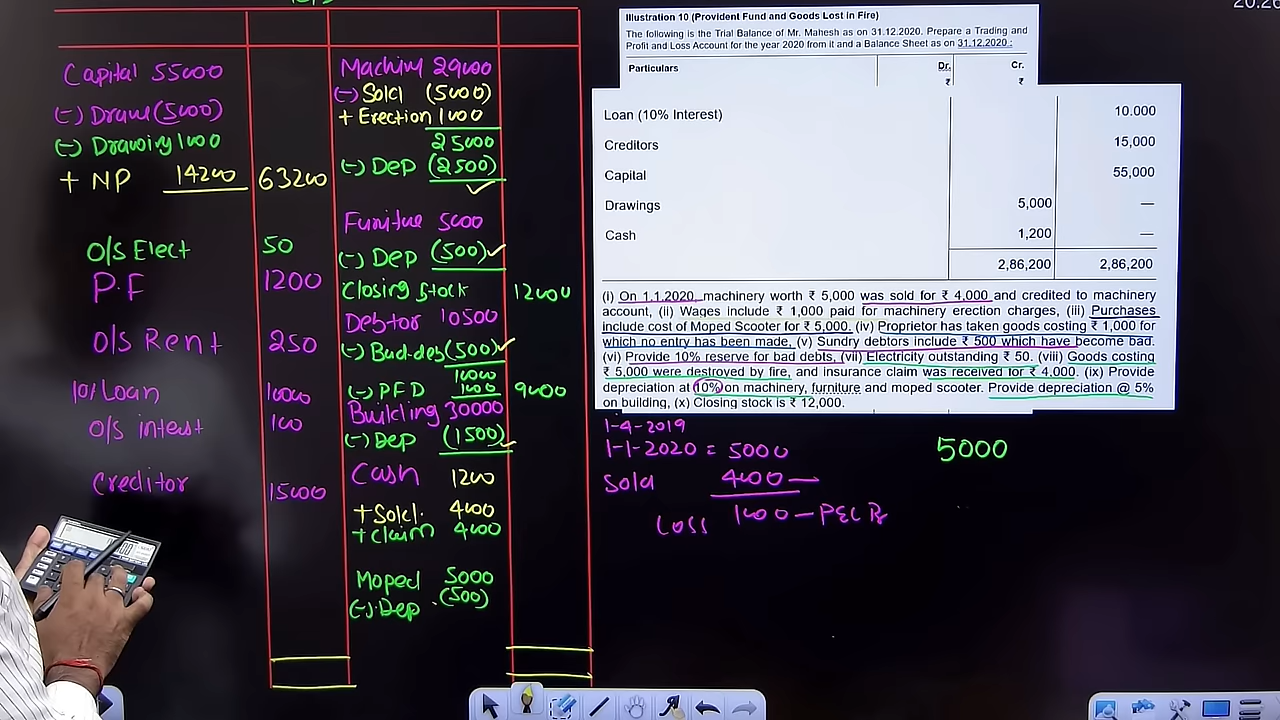 20:26
Capital 55000
(-) Draw (5000)
(-) Drawing 1000
+ NP 14200 63200
O/S Elect 50
P.F 1200
O/S Rent 250
10% Loan 10000
O/S Interst 100
Creditor 15000
Machin 29000
(-) Sold (5000)
+ Erection 1000
25000
(-) Dep (2500)
Furnitue 5000
(-) Dep (500)
Closing stock 12000
Debtor 10500
(-) Bad-deb (500)
10000
(-) PFD 1000 9000
Building 30000
(-) Dep (1500)
Cash 1200
+ Sold. 4000
+ Claim 4000
Moped 5000
(-).Dep (500)
Illustration 10 (Provident Fund and Goods Lost in Fire)
The following is the Trial Balance of Mr. Mahesh as on 31.12.2020. Prepare a Trading and
Profit and Loss Account for the year 2020 from it and a Balance Sheet as on 31.12.2020 :
Particulars Dr. Cr.
₹ ₹
Loan (10% Interest) 10.000
Creditors 15,000
Capital 55,000
Drawings 5,000 —
Cash 1,200 —
2,86,200 2,86,200
(i) On 1.1.2020, machinery worth ₹ 5,000 was sold for ₹ 4,000 and credited to machinery
account, (ii) Wages include ₹ 1,000 paid for machinery erection charges, (iii) Purchases
include cost of Moped Scooter for ₹ 5,000. (iv) Proprietor has taken goods costing ₹ 1,000 for
which no entry has been made, (v) Sundry debtors include ₹ 500 which have become bad.
(vi) Provide 10% reserve for bad debts, (vii) Electricity outstanding ₹ 50. (viii) Goods costing
₹ 5,000 were destroyed by fire, and insurance claim was received for ₹ 4,000. (ix) Provide
depreciation at 10% on machinery, furniture and moped scooter. Provide depreciation @ 5%
on building, (x) Closing stock is ₹ 12,000.
1-4-2019
1-1-2020 = 5000
Sold 4000 —
Loss 1000 —
5000